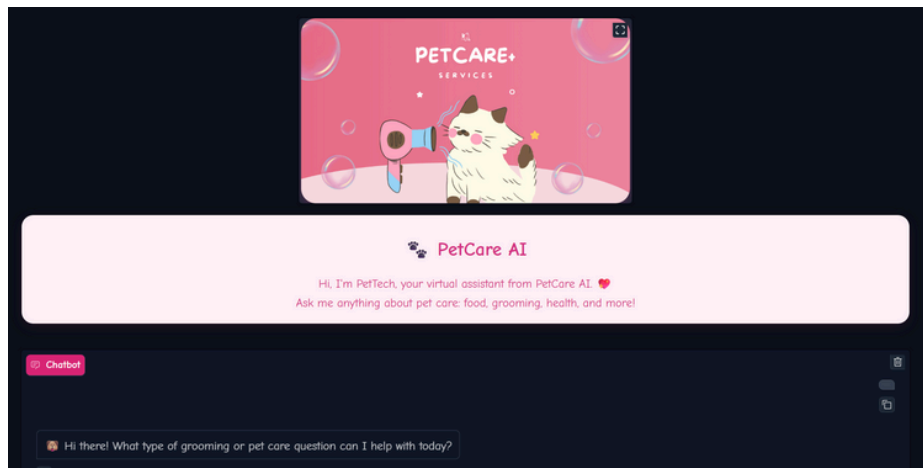 PETCARE+
SERVICES
🐾 PetCare AI
Hi, I'm PetTech, your virtual assistant from PetCare AI. 💖
Ask me anything about pet care: food, grooming, health, and more!
Chatbot
Hi there! What type of grooming or pet care question can I help with today?